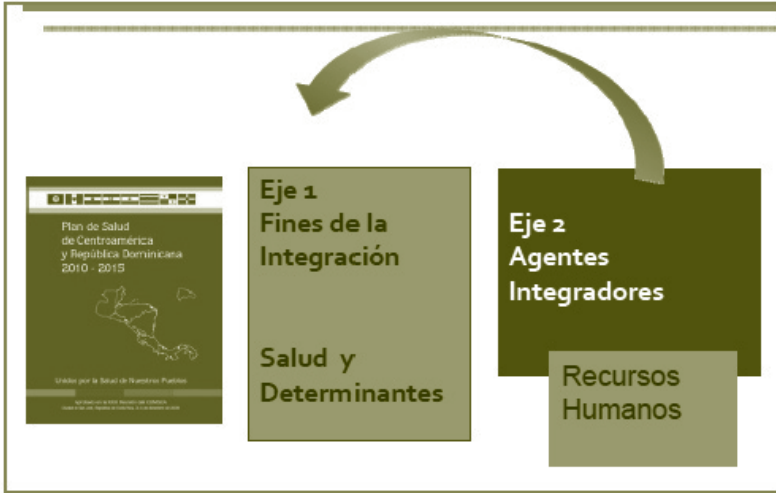 Plan de Salud
de Centroamérica
y República Dominicana
2010 - 2015
Unidos por la Salud de Nuestros Pueblos
Eje 1
Fines de la
Integración
Salud y
Determinantes
Eje 2
Agentes
Integradores
Recursos
Humanos